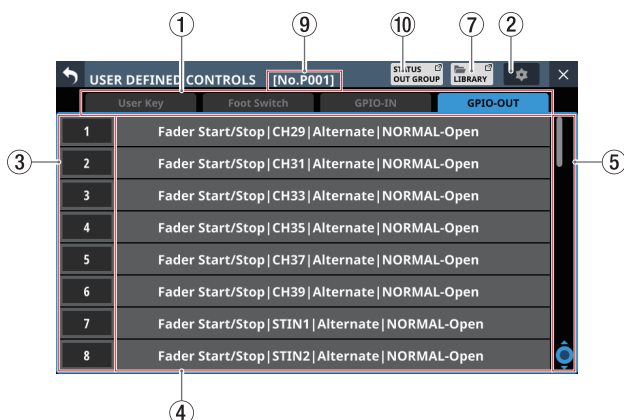 1 9 10 7 2
USER DEFINED CONTROLS [No.P001] STATUS OUT GROUP LIBRARY
User Key Foot Switch GPIO-IN GPIO-OUT
1 Fader Start/Stop|CH29|Alternate|NORMAL-Open
2 Fader Start/Stop|CH31|Alternate|NORMAL-Open
3 5
3 Fader Start/Stop|CH33|Alternate|NORMAL-Open
4 Fader Start/Stop|CH35|Alternate|NORMAL-Open
5 Fader Start/Stop|CH37|Alternate|NORMAL-Open
6 Fader Start/Stop|CH39|Alternate|NORMAL-Open
7 Fader Start/Stop|STIN1|Alternate|NORMAL-Open
8 Fader Start/Stop|STIN2|Alternate|NORMAL-Open
4